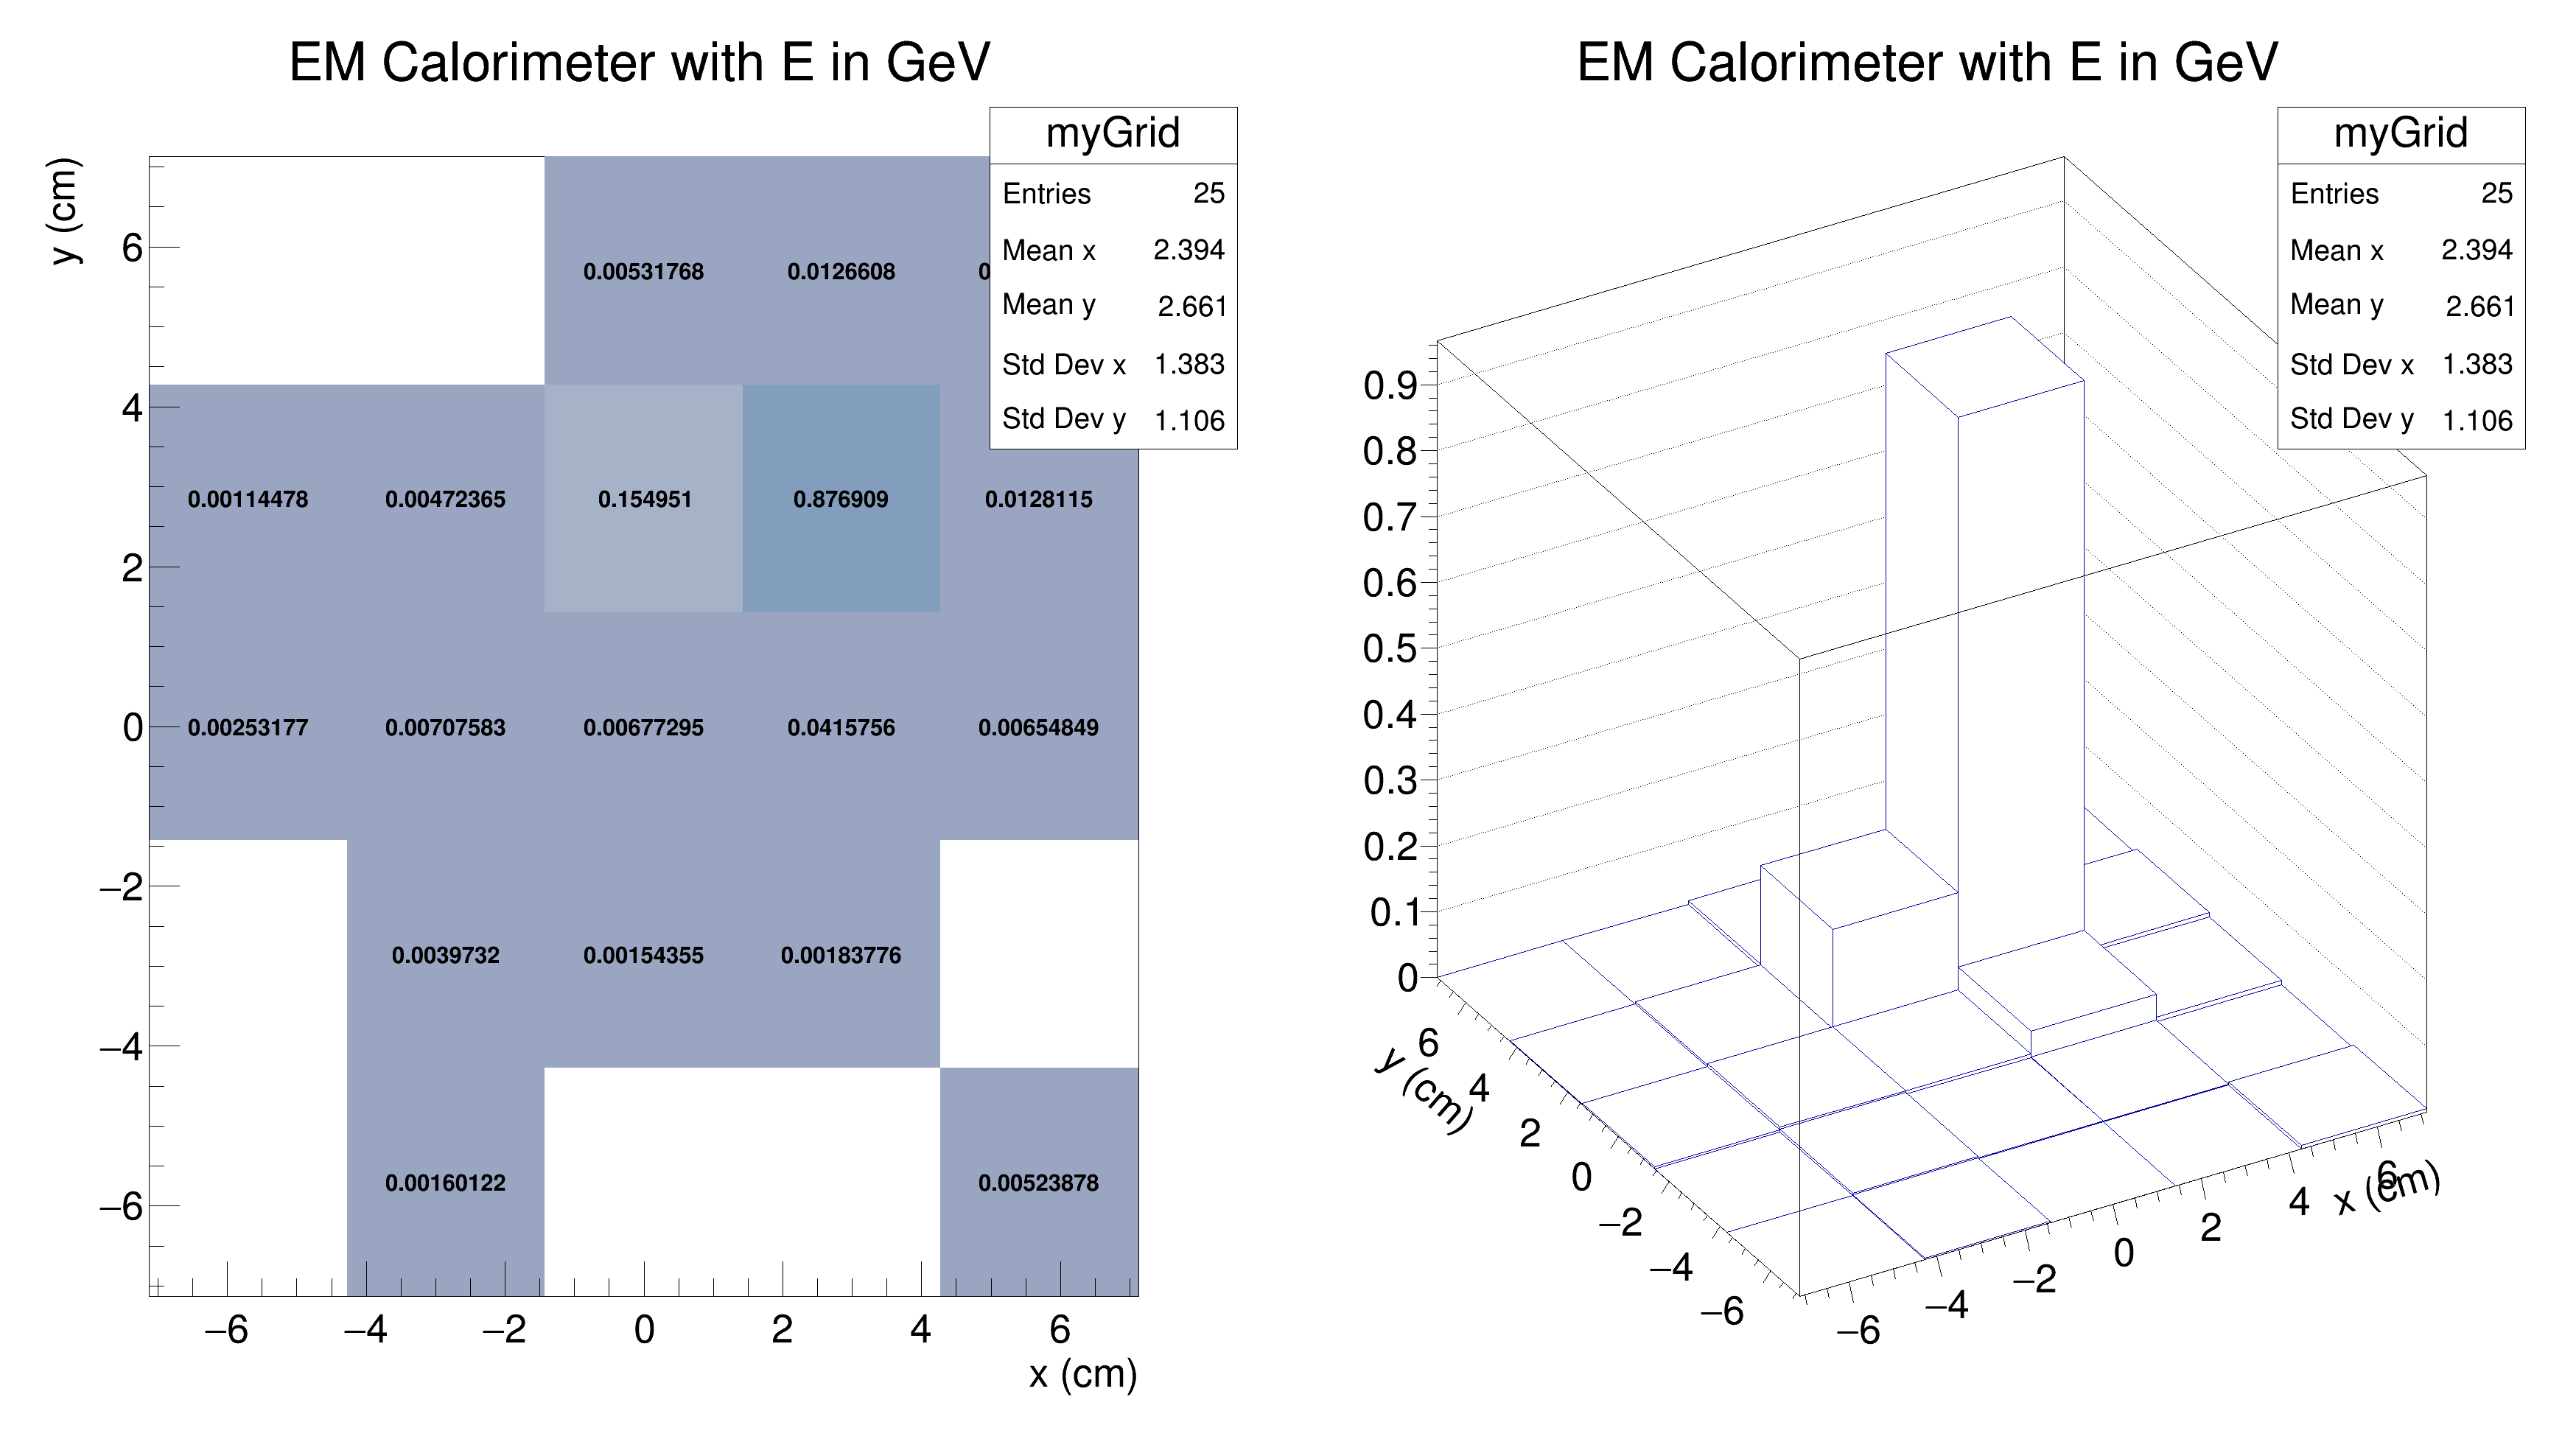 EM Calorimeter with E in GeV
myGrid
Entries 25
Mean x 2.394
Mean y 2.661
Std Dev x 1.383
Std Dev y 1.106
y (cm)
6
4
2
0
−2
−4
−6
0.00531768 0.0126608 0
0.00114478 0.00472365 0.154951 0.876909 0.0128115
0.00253177 0.00707583 0.00677295 0.0415756 0.00654849
0.0039732 0.00154355 0.00183776
0.00160122 0.00523878
−6 −4 −2 0 2 4 6
x (cm)
EM Calorimeter with E in GeV
myGrid
Entries 25
Mean x 2.394
Mean y 2.661
Std Dev x 1.383
Std Dev y 1.106
0.9
0.8
0.7
0.6
0.5
0.4
0.3
0.2
0.1
0
y (cm)
6
4
2
0
−2
−4
−6
−6 −4 −2 0 2 4 6
x (cm)